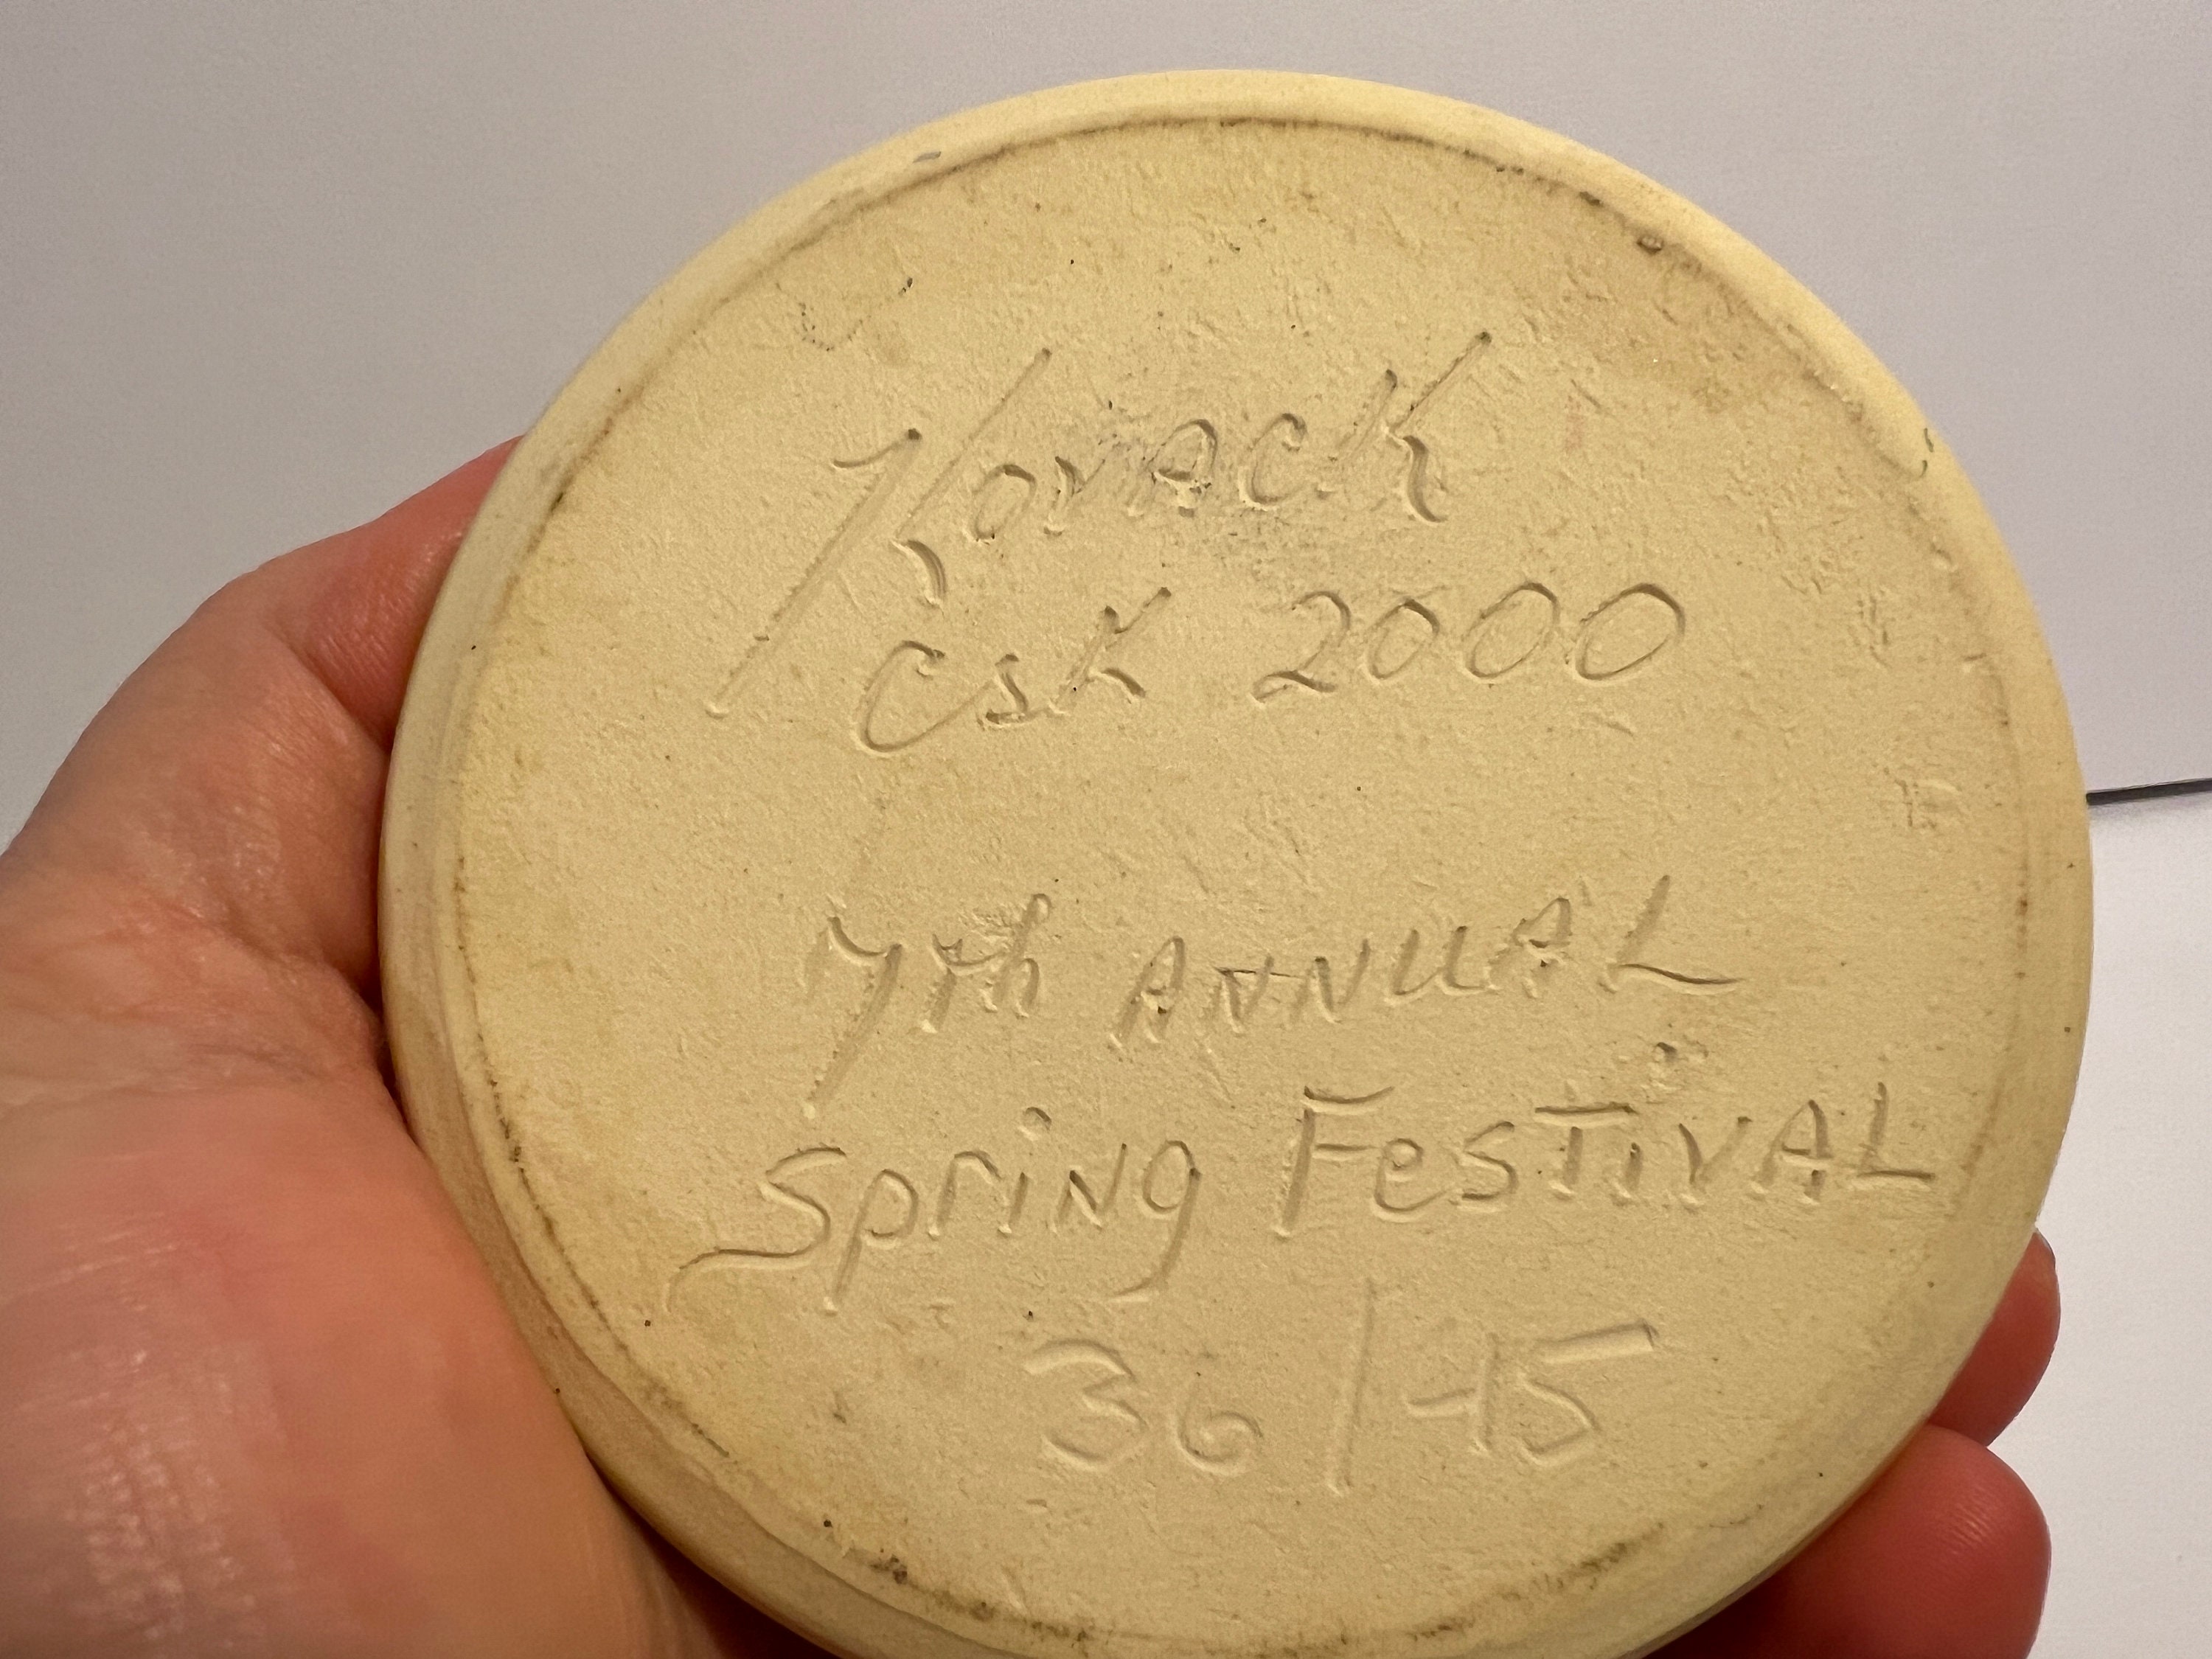 Kovack
CSK 2000
7th ANNUAL
Spring FesTiVAL
36/45